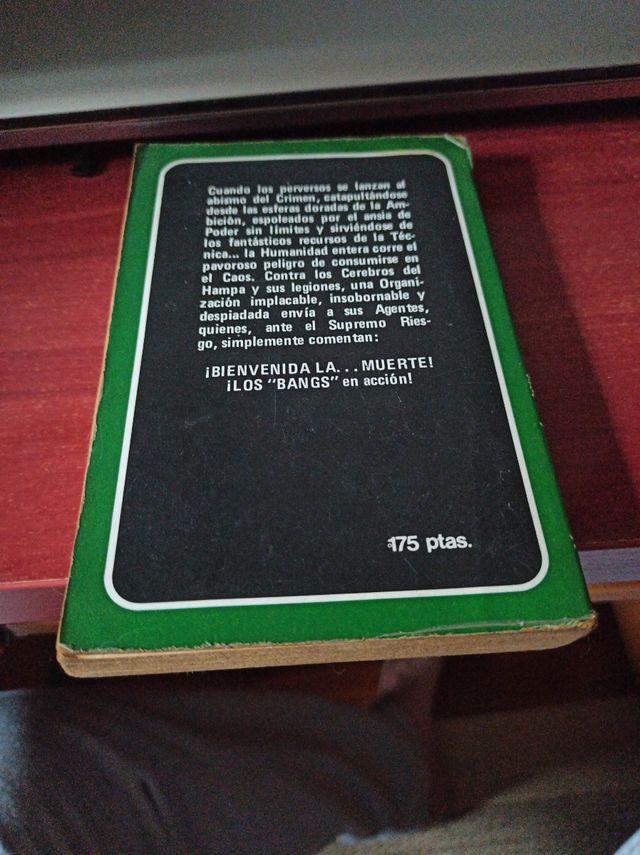 Cuando los perversos se lanzan al
abismo del Crimen, catapultándose
desde las esferas doradas de la Am-
bición, espoleados por el ansia de
Poder sin límites y sirviéndose de
los fantásticos recursos de la Téc-
nica... la Humanidad entera corre el
pavoroso peligro de consumirse en
el Caos. Contra los Cerebros del
Hampa y sus legiones, una Organi-
zación implacable, insobornable y
despiadada envía a sus Agentes,
quienes, ante el Supremo Ries-
go, simplemente comentan:
¡BIENVENIDA LA... MUERTE!
¡LOS "BANGS" en acción!
175 ptas.